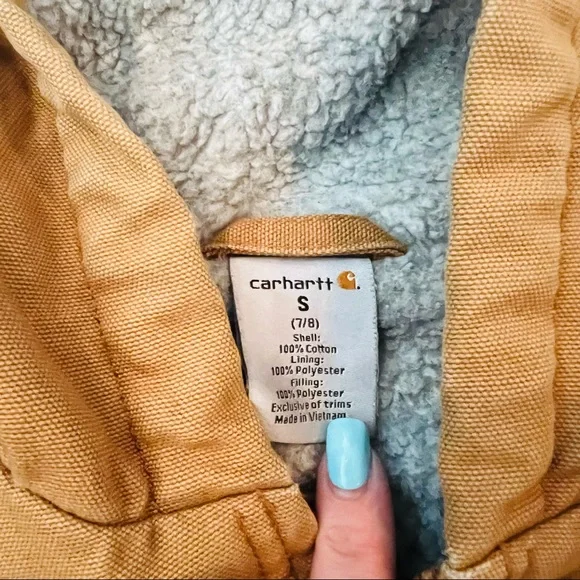 carhartt
S
(7/8)
Shell:
100% Cotton
Lining:
100% Polyester
Filling:
100% Polyester
Exclusive of trims
Made in Vietnam